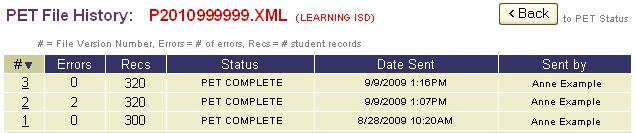 PET File History: P2010999999.XML (LEARNING ISD) < Back to PET Status
# = File Version Number, Errors = # of errors, Recs = # student records
#▼ Errors Recs Status Date Sent Sent by
3 0 320 PET COMPLETE 9/9/2009 1:16PM Anne Example
2 2 320 PET COMPLETE 9/9/2009 1:07PM Anne Example
1 0 300 PET COMPLETE 8/28/2009 10:20AM Anne Example